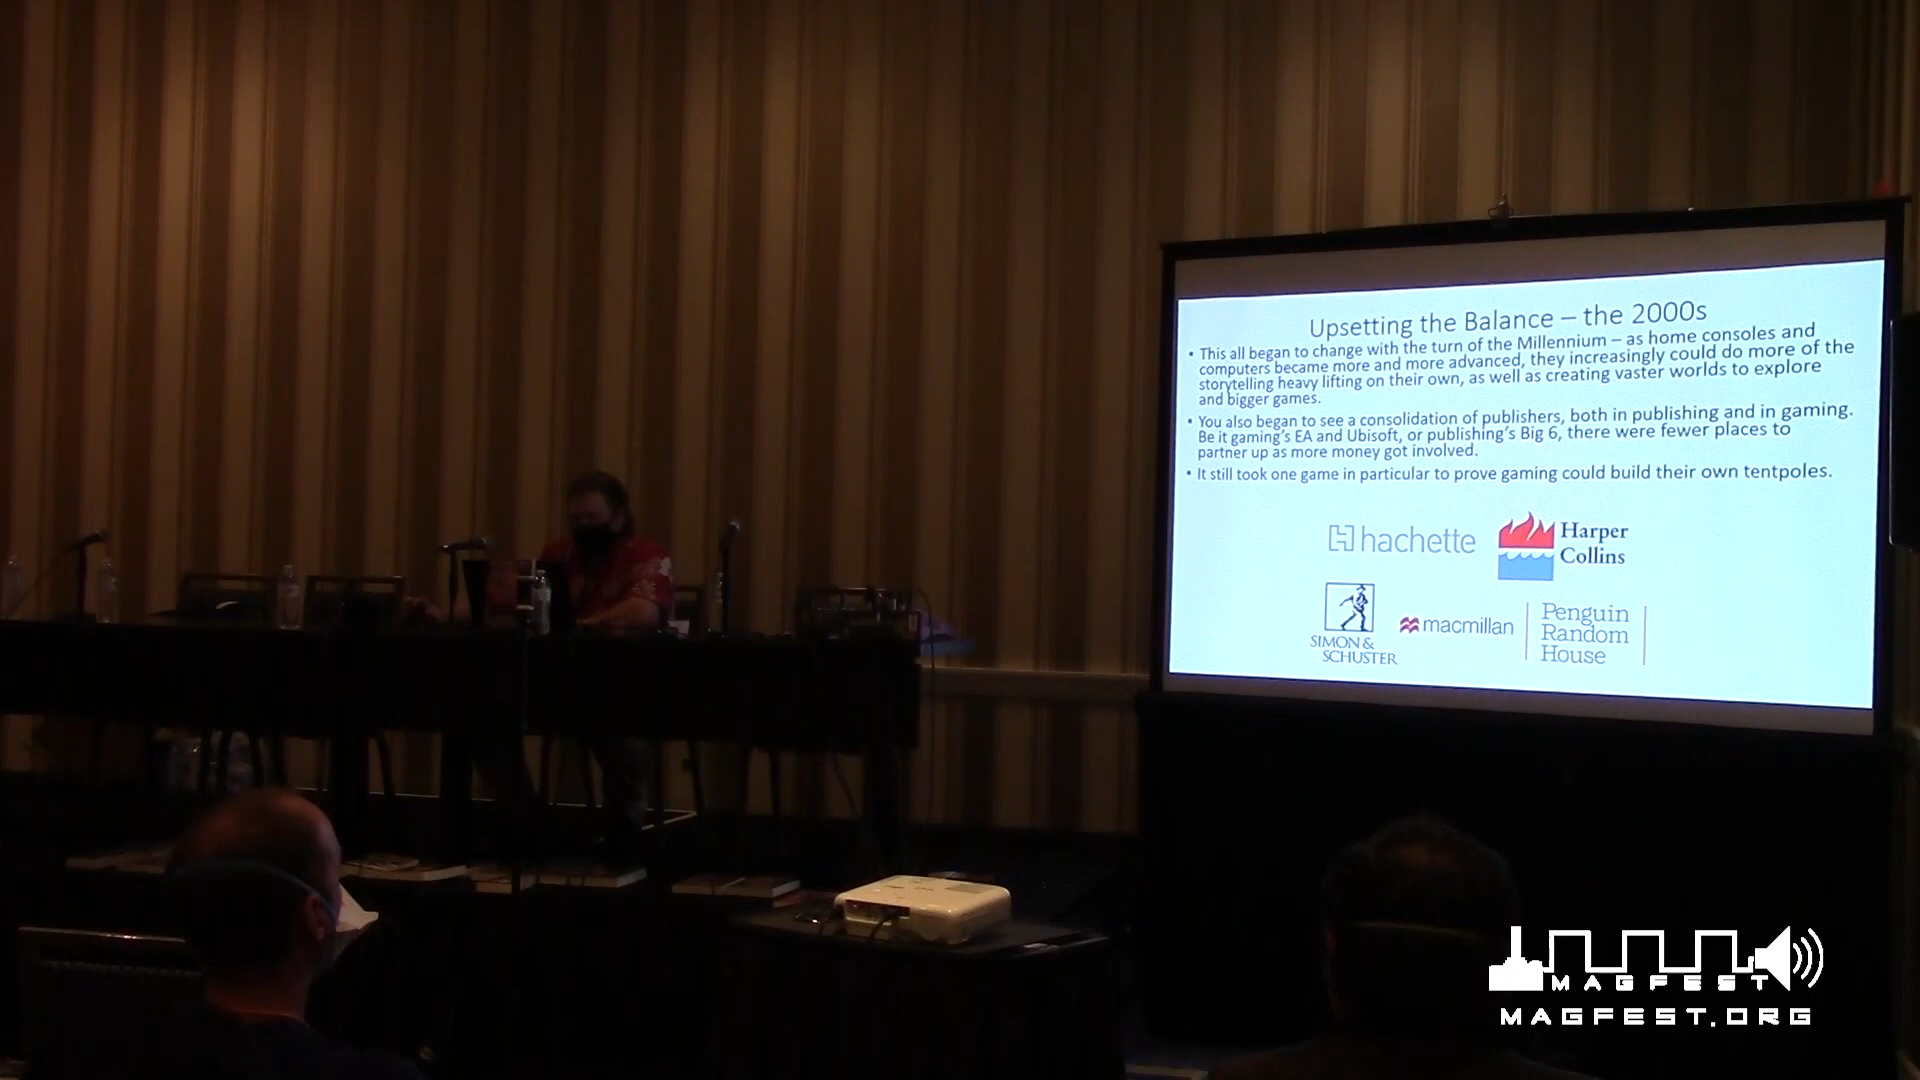 Upsetting the Balance – the 2000s
• This all began to change with the turn of the Millennium – as home consoles and
computers became more and more advanced, they increasingly could do more of the
storytelling heavy lifting on their own, as well as creating vaster worlds to explore
and bigger games.
• You also began to see a consolidation of publishers, both in publishing and in gaming.
Be it gaming's EA and Ubisoft, or publishing's Big 6, there were fewer places to
partner up as more money got involved.
• It still took one game in particular to prove gaming could build their own tentpoles.
hachette
Harper
Collins
SIMON &
SCHUSTER
macmillan
Penguin
Random
House
MAGFEST
MAGFEST.ORG